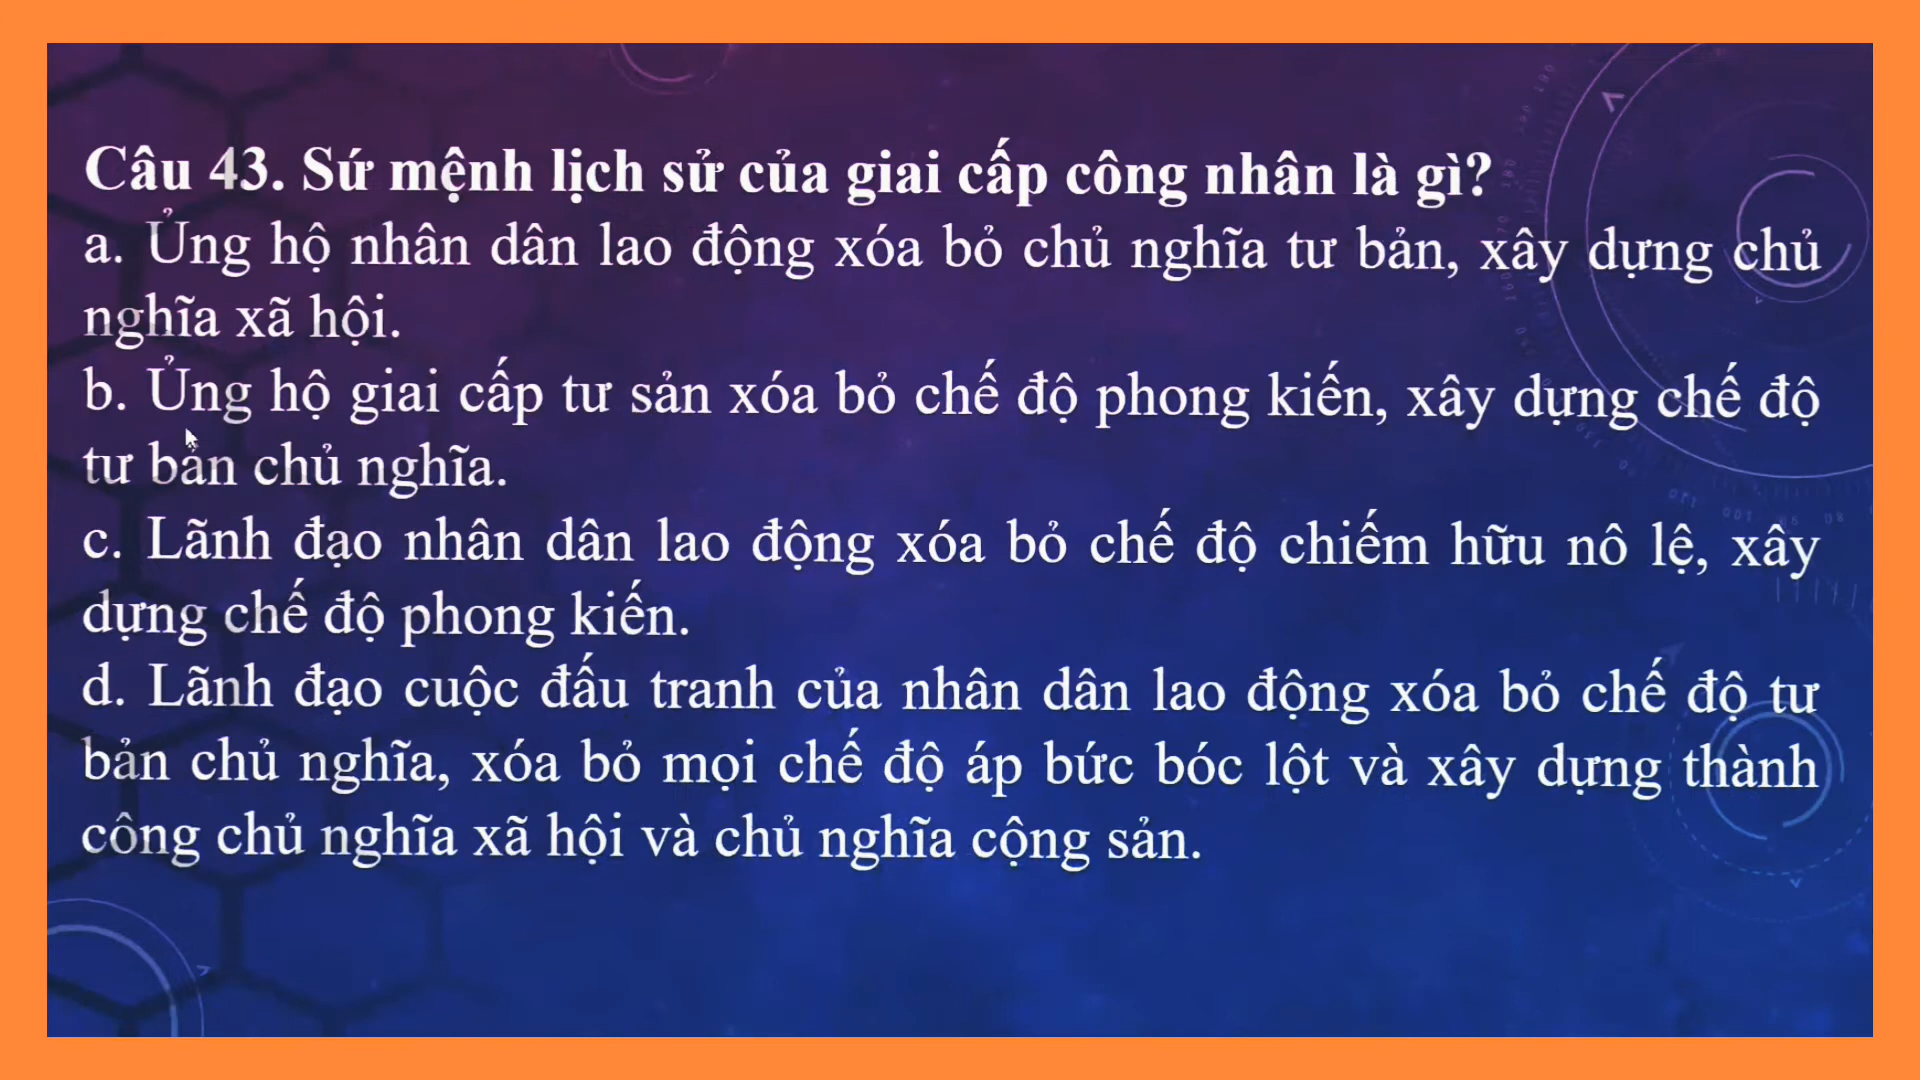 Câu 43. Sứ mệnh lịch sử của giai cấp công nhân là gì?
a. Ủng hộ nhân dân lao động xóa bỏ chủ nghĩa tư bản, xây dựng chủ
nghĩa xã hội.
b. Ủng hộ giai cấp tư sản xóa bỏ chế độ phong kiến, xây dựng chế độ
tư bản chủ nghĩa.
c. Lãnh đạo nhân dân lao động xóa bỏ chế độ chiếm hữu nô lệ, xây
dựng chế độ phong kiến.
d. Lãnh đạo cuộc đấu tranh của nhân dân lao động xóa bỏ chế độ tư
bản chủ nghĩa, xóa bỏ mọi chế độ áp bức bóc lột và xây dựng thành
công chủ nghĩa xã hội và chủ nghĩa cộng sản.